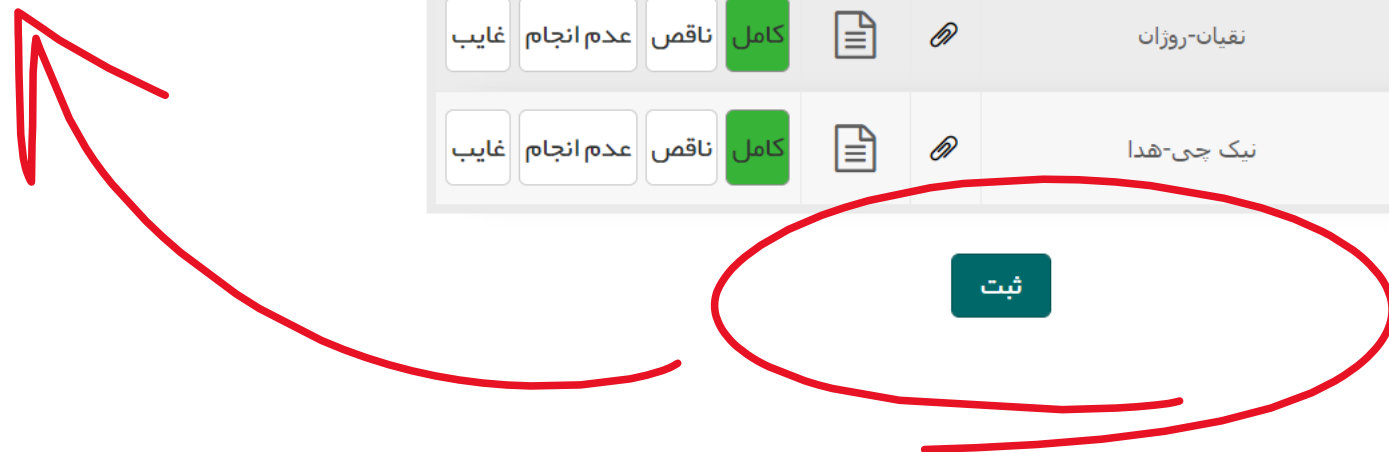 نقیان-روژان کامل ناقص عدم انجام غایب
نیک چی-هدا کامل ناقص عدم انجام غایب
ثبت